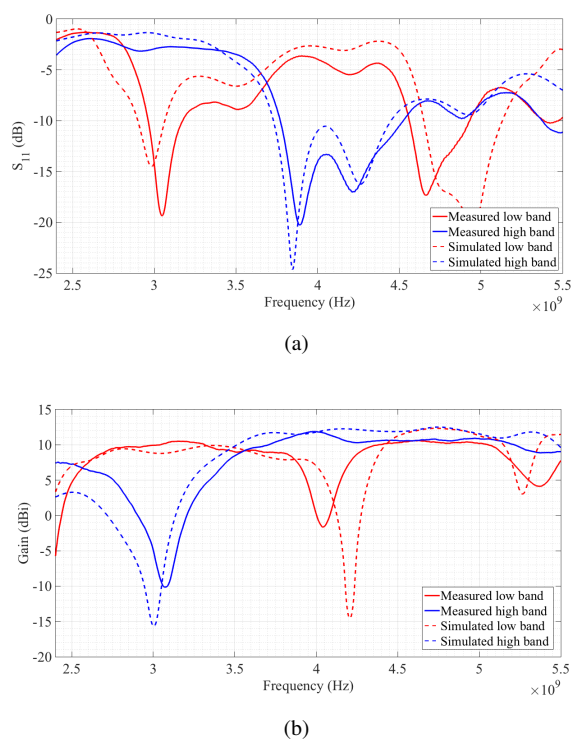 0
-5
-10
-15
-20
-25
S11 (dB)
Measured low band
Measured high band
Simulated low band
Simulated high band
2.5 3 3.5 4 4.5 5 5.5
Frequency (Hz)
×10^9
(a)
15
10
5
0
-5
-10
-15
-20
Gain (dBi)
Measured low band
Measured high band
Simulated low band
Simulated high band
2.5 3 3.5 4 4.5 5 5.5
Frequency (Hz)
×10^9
(b)